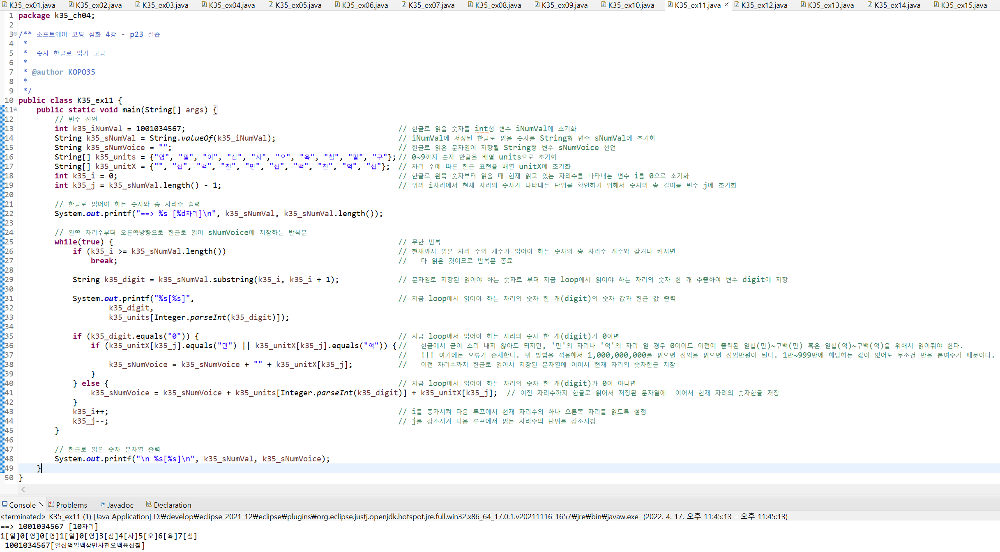 K35_ex01.java K35_ex02.java K35_ex03.java K35_ex04.java K35_ex05.java K35_ex06.java K35_ex07.java K35_ex08.java K35_ex09.java K35_ex10.java K35_ex11.java K35_ex12.java K35_ex13.java K35_ex14.java K35_ex15.java
1 package k35_ch04;
2
3 /** 소프트웨어 코딩 심화 4강 - p23 실습
4 *
5 * 숫자 한글로 읽기 고급
6 *
7 * @author KOPO35
8 *
9 */
10 public class K35_ex11 {
11 public static void main(String[] args) {
12 // 변수 선언
13 int k35_iNumVal = 1001034567; // 한글로 읽을 숫자를 int형 변수 iNumVal에 초기화
14 String k35_sNumVal = String.valueOf(k35_iNumVal); // iNumVal에 저장된 한글로 읽을 숫자를 String형 변수 sNumVal에 초기화
15 String k35_sNumVoice = ""; // 한글로 읽은 문자열이 저장될 String형 변수 sNumVoice 선언
16 String[] k35_units = {"영", "일", "이", "삼", "사", "오", "육", "칠", "팔", "구"}; // 0~9까지 숫자 한글을 배열 units으로 초기화
17 String[] k35_unitX = {"", "십", "백", "천", "만", "십", "백", "천", "억", "십"}; // 자리 수에 따른 한글 표현을 배열 unitX에 초기화
18 int k35_i = 0; // 한글로 왼쪽 숫자부터 읽을 때 현재 읽고 있는 자리수를 나타내는 변수 i를 0으로 초기화
19 int k35_j = k35_sNumVal.length() - 1; // 위의 i자리에서 현재 자리의 숫자가 나타내는 단위를 확인하기 위해서 숫자의 총 길이를 변수 j에 초기화
20
21 // 한글로 읽어야 하는 숫자와 총 자리수 출력
22 System.out.printf("==> %s [%d자리]\n", k35_sNumVal, k35_sNumVal.length());
23
24 // 왼쪽 자리수부터 오른쪽방향으로 한글로 읽어 sNumVoice에 저장하는 반복문
25 while(true) { // 무한 반복
26 if (k35_i >= k35_sNumVal.length()) // 현재까지 읽은 자리 수의 개수가 읽어야 하는 숫자의 총 자리수 개수와 같거나 커지면
27 break; // 다 읽은 것이므로 반복문 종료
28
29 String k35_digit = k35_sNumVal.substring(k35_i, k35_i + 1); // 문자열로 저장된 읽어야 하는 숫자로 부터 지금 loop에서 읽어야 하는 자리의 숫자 한 개 추출하여 변수 digit에 저장
30
31 System.out.printf("%s[%s]", // 지금 loop에서 읽어야 하는 자리의 숫자 한 개(digit)의 숫자 값과 한글 값 출력
32 k35_digit,
33 k35_units[Integer.parseInt(k35_digit)]);
34
35 if (k35_digit.equals("0")) { // 지금 loop에서 읽어야 하는 자리의 숫자 한 개(digit)가 0이면
36 if (k35_unitX[k35_j].equals("만") || k35_unitX[k35_j].equals("억")) { // 한글에서 굳이 소리 내지 않아도 되지만, '만'의 자리나 '억'의 자리 일 경우 0이어도 이전에 출력된 일십(만)~구백(만) 혹은 일십(억)~구백(억)을 위해서 읽어줘야 한다.
37 // !!! 여기에는 오류가 존재한다. 위 방법을 적용해서 1,000,000,000를 읽으면 십억을 읽으면 십업만원이 된다. 1만~999만에 해당하는 값이 없어도 무조건 만을 붙여주기 때문이다.
38 k35_sNumVoice = k35_sNumVoice + "" + k35_unitX[k35_j]; // 이전 자리수까지 한글로 읽어서 저장된 문자열에 이어서 현재 자리의 숫자한글 저장
39 }
40 } else { // 지금 loop에서 읽어야 하는 자리의 숫자 한 개(digit)가 0이 아니면
41 k35_sNumVoice = k35_sNumVoice + k35_units[Integer.parseInt(k35_digit)] + k35_unitX[k35_j]; // 이전 자리수까지 한글로 읽어서 저장된 문자열에 이어서 현재 자리의 숫자한글 저장
42 }
43 k35_i++; // i를 증가시켜 다음 루프에서 현재 자리수의 하나 오른쪽 자리를 읽도록 설정
44 k35_j--; // j를 감소시켜 다음 루프에서 읽는 자리수의 단위를 감소시킴
45 }
46
47 // 한글로 읽은 숫자 문자열 출력
48 System.out.printf("\n %s[%s]\n", k35_sNumVal, k35_sNumVoice);
49 }
50 }
Console Problems @ Javadoc Declaration
<terminated> K35_ex11 (1) [Java Application] D:₩develop₩eclipse-2021-12₩eclipse₩plugins₩org.eclipse.justj.openjdk.hotspot.jre.full.win32.x86_64_17.0.1.v20211116-1657₩jre₩bin₩javaw.exe (2022. 4. 17. 오후 11:45:13 – 오후 11:45:13)
==> 1001034567 [10자리]
1[일]0[영]0[영]1[일]0[영]3[삼]4[사]5[오]6[육]7[칠]
1001034567[일십억일백삼만사천오백육십칠]